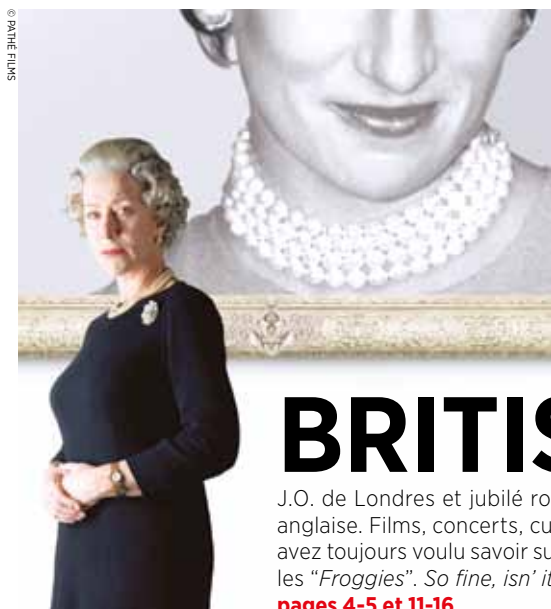 © PATHÉ FILMS
BRITIS
J.O. de Londres et jubilé ro
anglaise. Films, concerts, cu
avez toujours voulu savoir su
les “Froggies”. So fine, isn’ it
pages 4-5 et 11-16